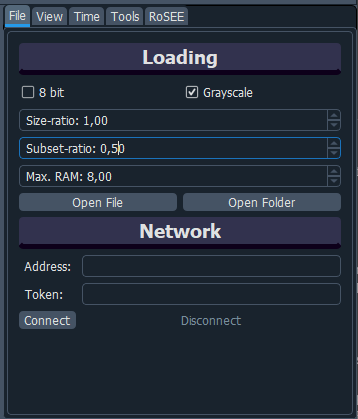 File View Time Tools RoSEE
Loading
8 bit Grayscale
Size-ratio: 1,00
Subset-ratio: 0,50
Max. RAM: 8,00
Open File Open Folder
Network
Address:
Token:
Connect Disconnect